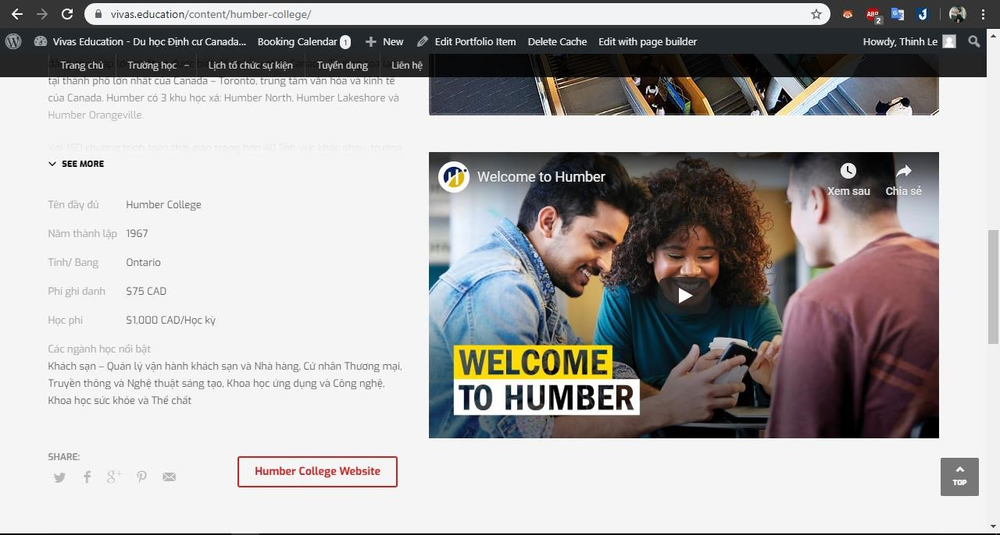 vivas.education/content/humber-college/
ABP
2
Vivas Education - Du học Định cư Canada...
Booking Calendar 1
New
Edit Portfolio Item
Delete Cache
Edit with page builder
Howdy, Thinh Le
Trang chủ
Trường học
Lịch tổ chức sự kiện
Tuyển dụng
Liên hệ
tại thành phố lớn nhất của Canada – Toronto, trung tâm văn hóa và kinh tế
của Canada. Humber có 3 khu học xá: Humber North, Humber Lakeshore và
Humber Orangeville.
Với 150 chương trình toàn thời gian trong hơn 40 lĩnh vực khác nhau, trường
SEE MORE
Tên đầy đủ Humber College
Năm thành lập 1967
Tỉnh/ Bang Ontario
Phí ghi danh $75 CAD
Học phí $1,000 CAD/Học kỳ
Các ngành học nổi bật
Khách sạn – Quản lý vận hành khách sạn và Nhà hàng, Cử nhân Thương mại,
Truyền thông và Nghệ thuật sáng tạo, Khoa học ứng dụng và Công nghệ,
Khoa học sức khỏe và Thể chất
SHARE:
Humber College Website
Welcome to Humber
Xem sau
Chia sẻ
WELCOME
TO HUMBER
TOP